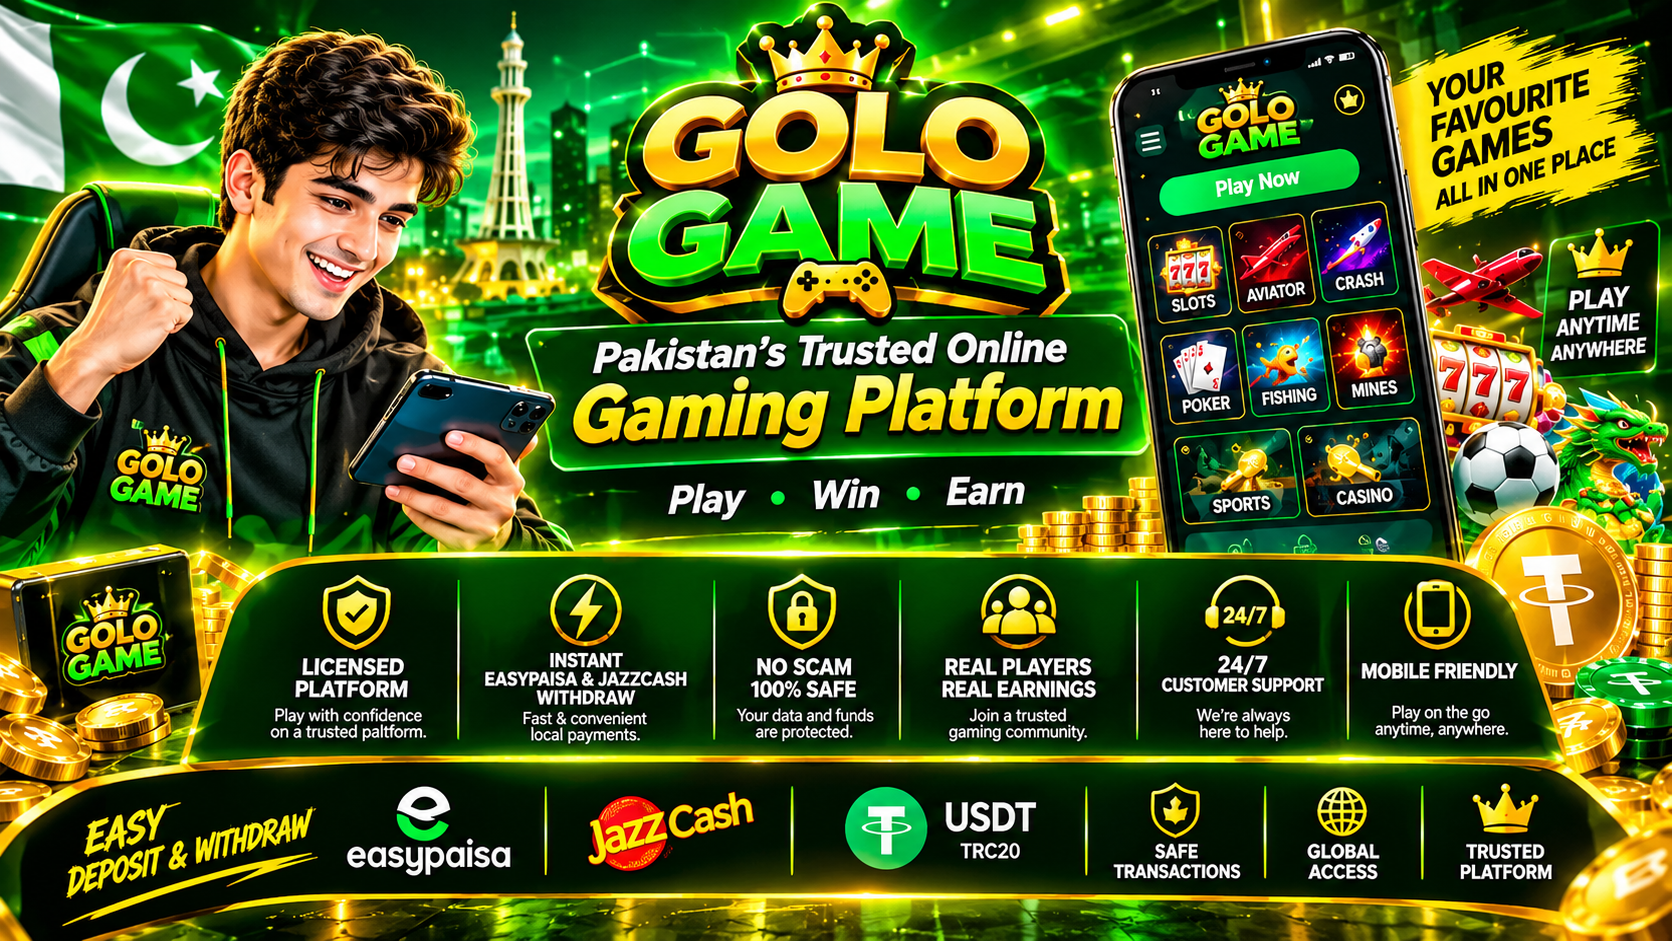 GOLO
GAME
Pakistan's Trusted Online
Gaming Platform
Play • Win • Earn
GOLO
GAME
GOLO
GAME
GOLO
GAME
Play Now
SLOTS
AVIATOR
CRASH
POKER
FISHING
MINES
SPORTS
CASINO
YOUR
FAVOURITE
GAMES
ALL IN ONE PLACE
PLAY
ANYTIME
ANYWHERE
777
777
LICENSED
PLATFORM
Play with confidence
on a trusted paltform.
INSTANT
EASYPAISA & JAZZCASH
WITHDRAW
Fast & convenient
local payments.
NO SCAM
100% SAFE
Your data and funds
are protected.
REAL PLAYERS
REAL EARNINGS
Join a trusted
gaming community.
24/7
24/7
CUSTOMER SUPPORT
We're always
here to help.
MOBILE FRIENDLY
Play on the go
anytime, anywhere.
EASY
DEPOSIT & WITHDRAW
easypaisa
JazzCash
USDT
TRC20
SAFE
TRANSACTIONS
GLOBAL
ACCESS
TRUSTED
PLATFORM